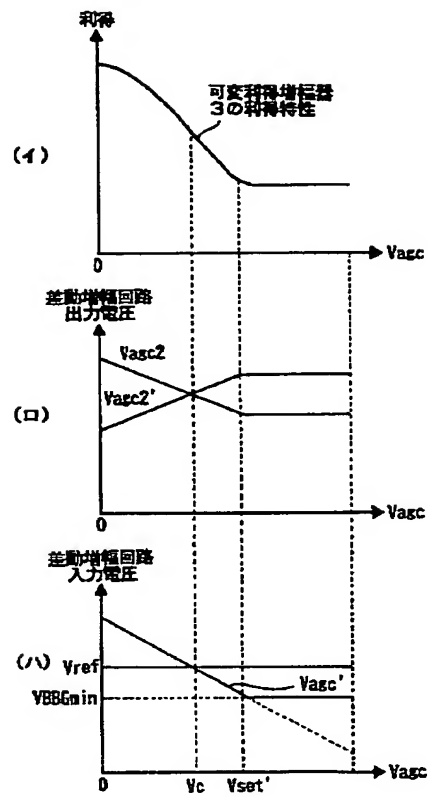 利得
可変利得増幅器
3の利得特性
(イ)
0
Vagc
差動増幅回路
出力電圧
Vagc2
Vagc2'
(ロ)
0
Vagc
差動増幅回路
入力電圧
(ハ)
Vref
Vagc'
VBBGmin
0
Vc
Vset'
Vagc